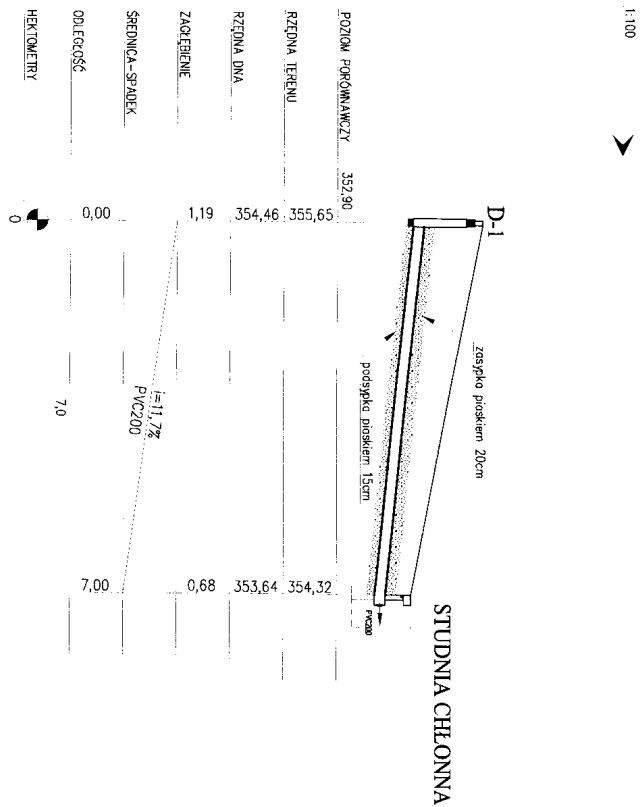 1:100
D-1
zasypka piaskiem 20cm
podsypka piaskiem 15cm
STUDNIA CHŁONNA
PVC200
POZIOM PORÓWNAWCZY 352,90
RZĘDNA TERENU 355,65 354,32
RZĘDNA DNA 354,46 353,64
ZAGŁĘBIENIE 1,19 0,68
ŚREDNICA-SPADEK i=11,7%
PVC200
ODLEGŁOŚĆ 0,00 7,00
7,0
HEKTOMETRY 0